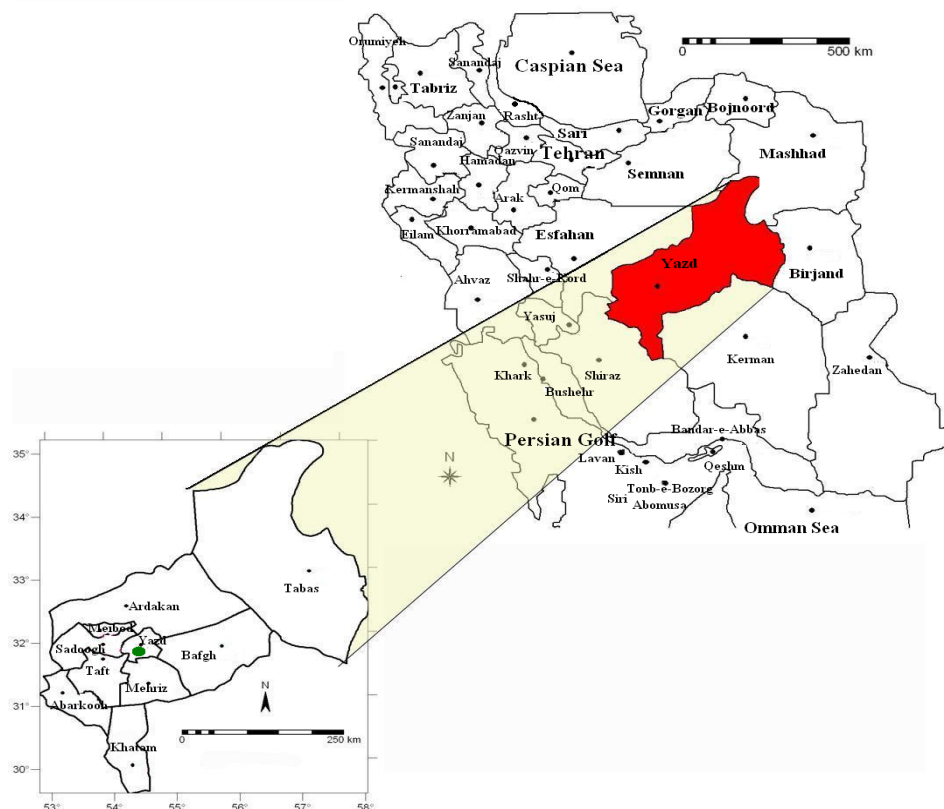 Orumiyeh
Sanandaj
Caspian Sea
0
500 km
Tabriz
Zanjan
Rasht
Gorgan
Bojnoord
Sanandaj
Qazvin
Sari
Tehran
Mashhad
Hamadan
Semnan
Kermanshah
Arak
Qom
Eilam
Khorramabad
Esfahan
Ahvaz
Shahr-e-Kord
Yazd
Birjand
Yasuj
Khark
Shiraz
Kerman
Zahedan
Bushehr
Persian Golf
Bandar-e-Abbas
Lavan
Kish
Qeshm
Siri
Tonb-e-Bozorg
Abomusa
Omman Sea
N
35°
34°
33°
32°
31°
30°
Tabas
Ardakan
Meibod
Yazd
Sadoogh
Bafgh
Taft
Mehriz
Abarkooh
Khatam
N
0
250 km
53°
54°
55°
56°
57°
58°